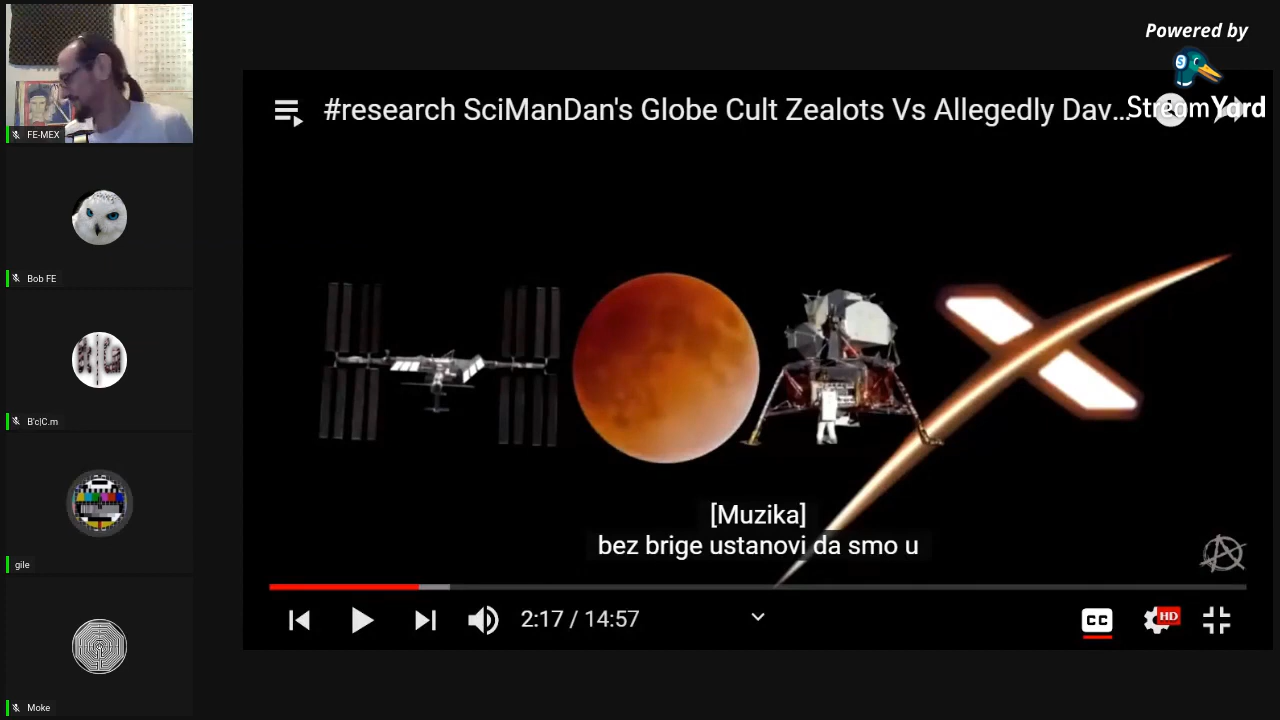 Powered by
StreamYard
#research SciManDan's Globe Cult Zealots Vs Allegedly Dav...
FE-MEX
Bob FE
B'c|C.m
gile
Moke
[Muzika]
bez brige ustanovi da smo u
2:17 / 14:57
CC
HD